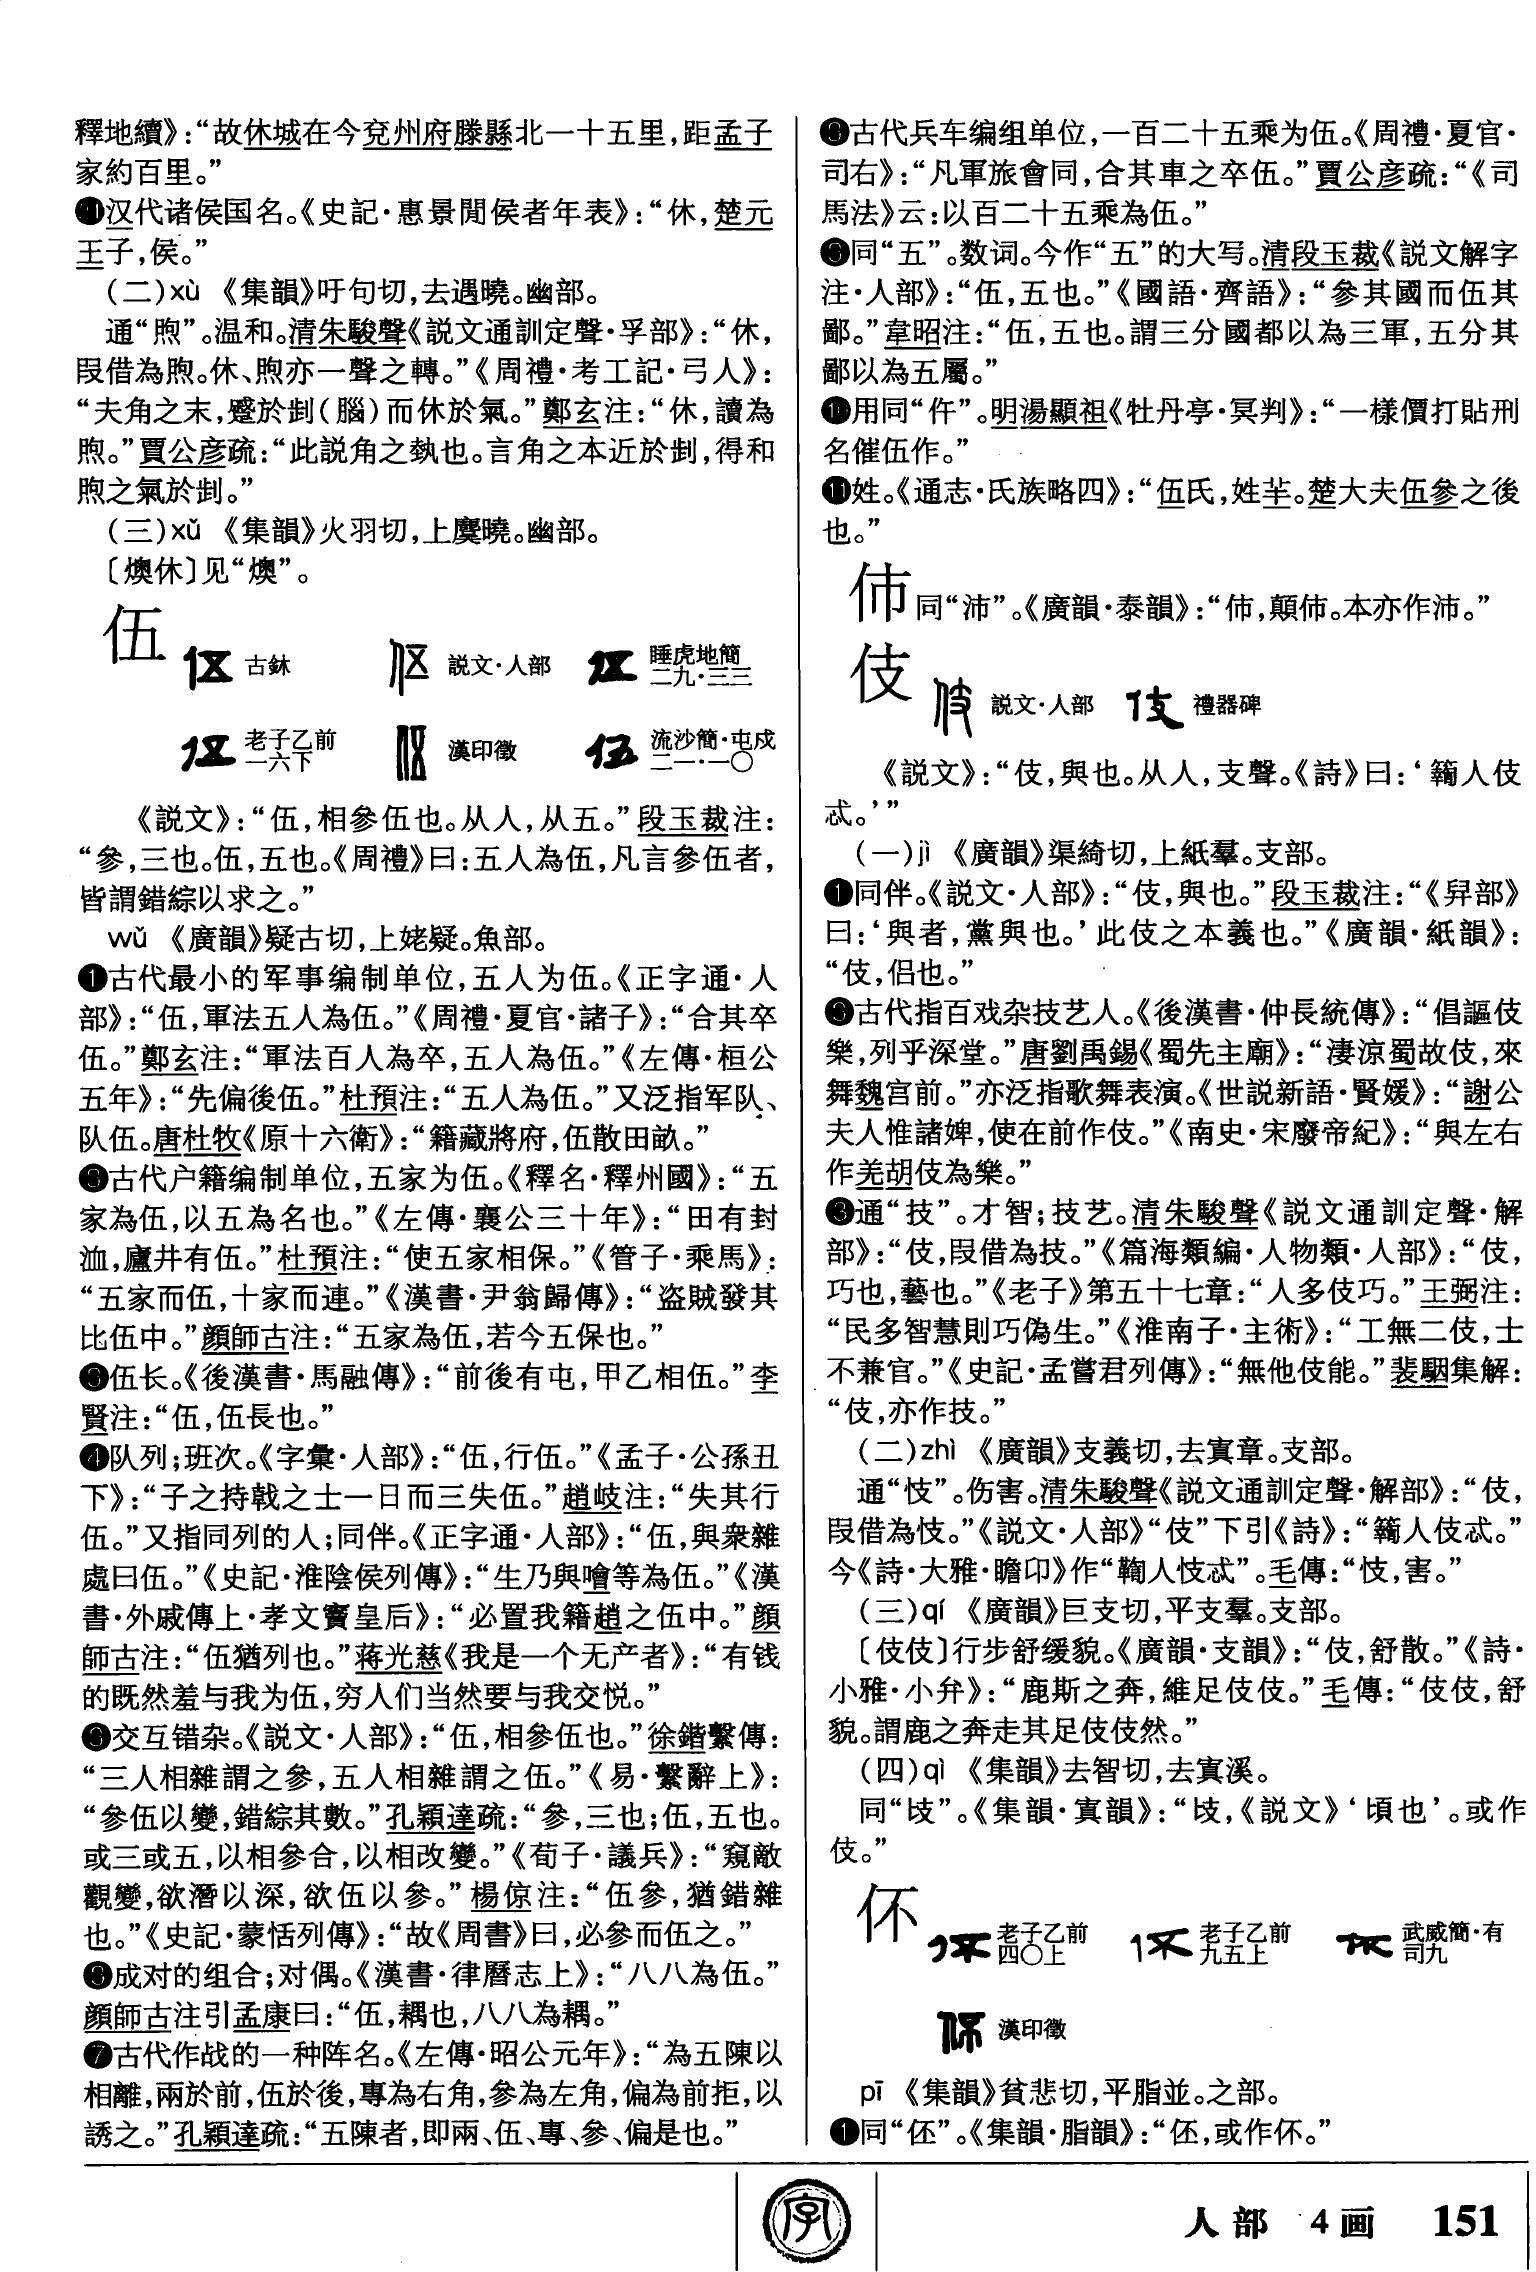 釋地續》：“故休城在今兗州府滕縣北一十五里，距孟子
家約百里。”
㉑汉代诸侯国名。《史記·惠景閒侯者年表》：“休，楚元
王子，侯。”
（二）xù 《集韻》吁句切，去遇曉。幽部。
通“煦”。温和。清朱駿聲《説文通訓定聲·孚部》：“休，
叚借為煦。休、煦亦一聲之轉。”《周禮·考工記·弓人》：
“夫角之末，蹙於㓽（腦）而休於氣。”鄭玄注：“休，讀為
煦。”賈公彦疏：“此説角之埶也。言角之本近於㓽，得和
煦之氣於㓽。”
（三）xǔ 《集韻》火羽切，上麌曉。幽部。
〔燠休〕见“燠”。
伍
古鉥 説文·人部 睡虎地簡二九·三三
老子乙前一六下 漢印徵 流沙簡·屯戍二一·一〇
《説文》：“伍，相參伍也。从人，从五。”段玉裁注：
“參，三也。伍，五也。《周禮》曰：五人為伍，凡言參伍者，
皆謂錯綜以求之。”
wǔ 《廣韻》疑古切，上姥疑。魚部。
❶古代最小的军事编制单位，五人为伍。《正字通·人
部》：“伍，軍法五人為伍。”《周禮·夏官·諸子》：“合其卒
伍。”鄭玄注：“軍法百人為卒，五人為伍。”《左傳·桓公
五年》：“先偏後伍。”杜預注：“五人為伍。”又泛指军队、
队伍。唐杜牧《原十六衛》：“籍藏將府，伍散田畝。”
❷古代户籍编制单位，五家为伍。《釋名·釋州國》：“五
家為伍，以五為名也。”《左傳·襄公三十年》：“田有封
洫，廬井有伍。”杜預注：“使五家相保。”《管子·乘馬》：
“五家而伍，十家而連。”《漢書·尹翁歸傳》：“盜賊發其
比伍中。”顔師古注：“五家為伍，若今五保也。”
❸伍长。《後漢書·馬融傳》：“前後有屯，甲乙相伍。”李
賢注：“伍，伍長也。”
❹队列；班次。《字彙·人部》：“伍，行伍。”《孟子·公孫丑
下》：“子之持戟之士一日而三失伍。”趙岐注：“失其行
伍。”又指同列的人；同伴。《正字通·人部》：“伍，與衆雜
處曰伍。”《史記·淮陰侯列傳》：“生乃與噲等為伍。”《漢
書·外戚傳上·孝文竇皇后》：“必置我籍趙之伍中。”顔
師古注：“伍猶列也。”蒋光慈《我是一个无产者》：“有钱
的既然羞与我为伍，穷人们当然要与我交悦。”
❺交互错杂。《説文·人部》：“伍，相參伍也。”徐鍇繫傳：
“三人相雜謂之參，五人相雜謂之伍。”《易·繫辭上》：
“參伍以變，錯綜其數。”孔穎達疏：“參，三也；伍，五也。
或三或五，以相參合，以相改變。”《荀子·議兵》：“窺敵
觀變，欲潛以深，欲伍以參。”楊倞注：“伍參，猶錯雜
也。”《史記·蒙恬列傳》：“故《周書》曰，必參而伍之。”
❻成对的组合；对偶。《漢書·律曆志上》：“八八為伍。”
顔師古注引孟康曰：“伍，耦也，八八為耦。”
❼古代作战的一种阵名。《左傳·昭公元年》：“為五陳以
相離，兩於前，伍於後，專為右角，參為左角，偏為前拒，以
誘之。”孔穎達疏：“五陳者，即兩、伍、專、參、偏是也。”
❽古代兵车编组单位，一百二十五乘为伍。《周禮·夏官·
司右》：“凡軍旅會同，合其車之卒伍。”賈公彦疏：“《司
馬法》云：以百二十五乘為伍。”
❾同“五”。数词。今作“五”的大写。清段玉裁《説文解字
注·人部》：“伍，五也。”《國語·齊語》：“參其國而伍其
鄙。”韋昭注：“伍，五也。謂三分國都以為三軍，五分其
鄙以為五屬。”
❿用同“仵”。明湯顯祖《牡丹亭·冥判》：“一樣價打貼刑
名催伍作。”
⓫姓。《通志·氏族略四》：“伍氏，姓芈。楚大夫伍參之後
也。”
伂同“沛”。《廣韻·泰韻》：“伂，顛伂。本亦作沛。”
伎
説文·人部 禮器碑
《説文》：“伎，與也。从人，支聲。《詩》曰：‘籥人伎
忒。’”
（一）jì 《廣韻》渠綺切，上紙羣。支部。
❶同伴。《説文·人部》：“伎，與也。”段玉裁注：“《舁部》
曰：‘與者，黨與也。’此伎之本義也。”《廣韻·紙韻》：
“伎，侣也。”
❷古代指百戏杂技艺人。《後漢書·仲長統傳》：“倡謳伎
樂，列乎深堂。”唐劉禹錫《蜀先主廟》：“淒涼蜀故伎，來
舞魏宫前。”亦泛指歌舞表演。《世説新語·賢媛》：“謝公
夫人惟諸婢，使在前作伎。”《南史·宋廢帝紀》：“與左右
作羌胡伎為樂。”
❸通“技”。才智；技艺。清朱駿聲《説文通訓定聲·解
部》：“伎，叚借為技。”《篇海類編·人物類·人部》：“伎，
巧也，藝也。”《老子》第五十七章：“人多伎巧。”王弼注：
“民多智慧則巧偽生。”《淮南子·主術》：“工無二伎，士
不兼官。”《史記·孟嘗君列傳》：“無他伎能。”裴駰集解：
“伎，亦作技。”
（二）zhì 《廣韻》支義切，去寘章。支部。
通“忮”。伤害。清朱駿聲《説文通訓定聲·解部》：“伎，
叚借為忮。”《説文·人部》“伎”下引《詩》：“籥人伎忒。”
今《詩·大雅·瞻卬》作“鞫人忮忒”。毛傳：“忮，害。”
（三）qí 《廣韻》巨支切，平支羣。支部。
〔伎伎〕行步舒缓貌。《廣韻·支韻》：“伎，舒散。”《詩·
小雅·小弁》：“鹿斯之奔，維足伎伎。”毛傳：“伎伎，舒
貌。謂鹿之奔走其足伎伎然。”
（四）qì 《集韻》去智切，去寘溪。
同“㩻”。《集韻·寘韻》：“㩻，《説文》‘頃也’。或作
伎。”
伓
老子乙前四〇上 老子乙前九五上 武威簡·有司九
漢印徵
pī 《集韻》貧悲切，平脂並。之部。
❶同“伾”。《集韻·脂韻》：“伾，或作伓。”
字
人部 4画 151